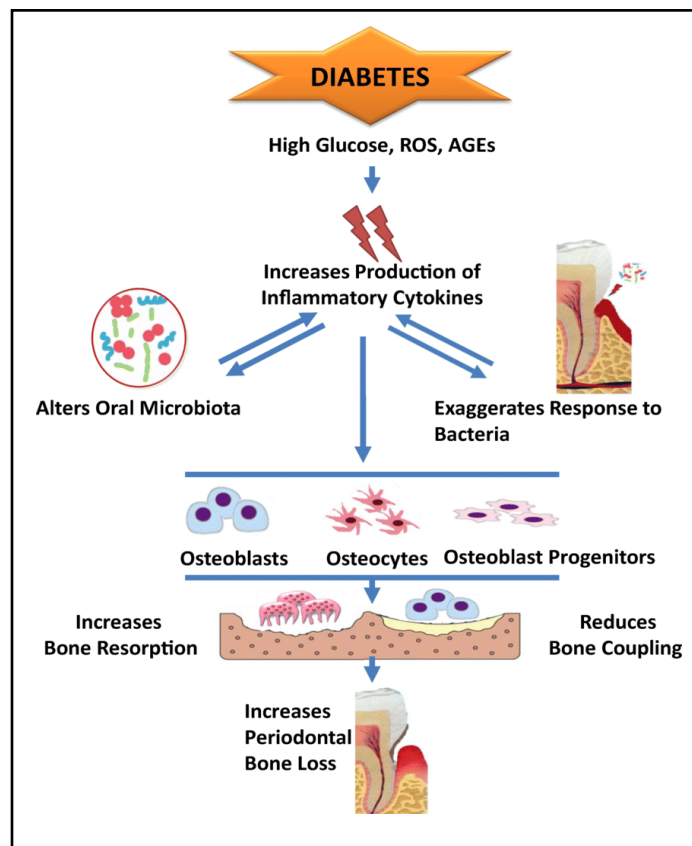 DIABETES
High Glucose, ROS, AGEs
Increases Production of
Inflammatory Cytokines
Alters Oral Microbiota
Exaggerates Response to
Bacteria
Osteoblasts
Osteocytes
Osteoblast Progenitors
Increases
Bone Resorption
Reduces
Bone Coupling
Increases
Periodontal
Bone Loss